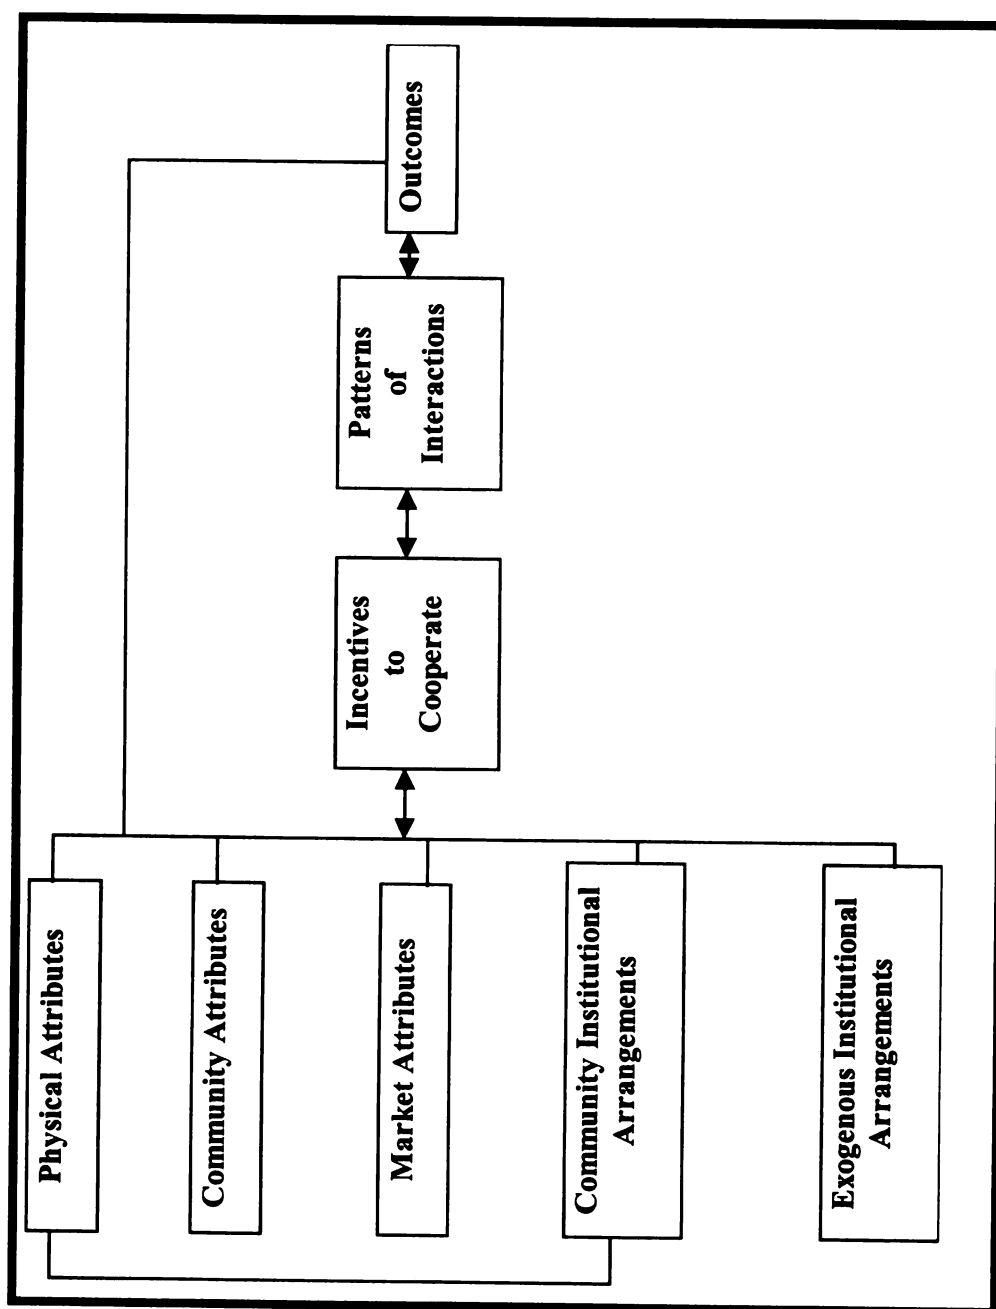 Physical Attributes
Community Attributes
Market Attributes
Community Institutional
Arrangements
Exogenous Institutional
Arrangements
Incentives
to
Cooperate
Patterns
of
Interactions
Outcomes